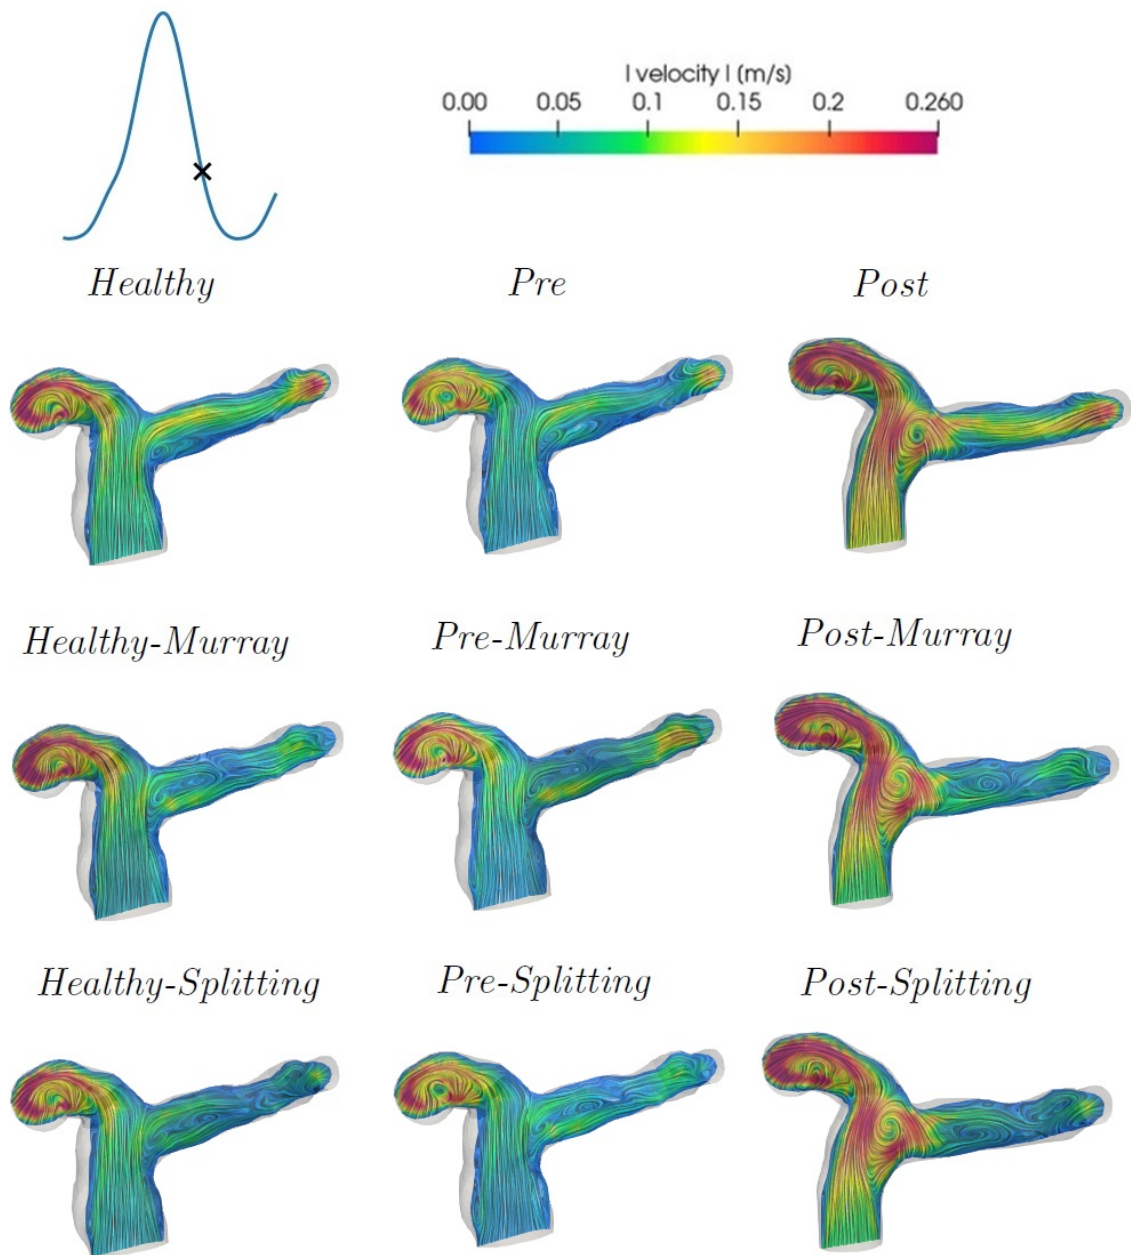 | velocity | (m/s)
0.00 0.05 0.1 0.15 0.2 0.260
Healthy Pre Post
Healthy-Murray Pre-Murray Post-Murray
Healthy-Splitting Pre-Splitting Post-Splitting